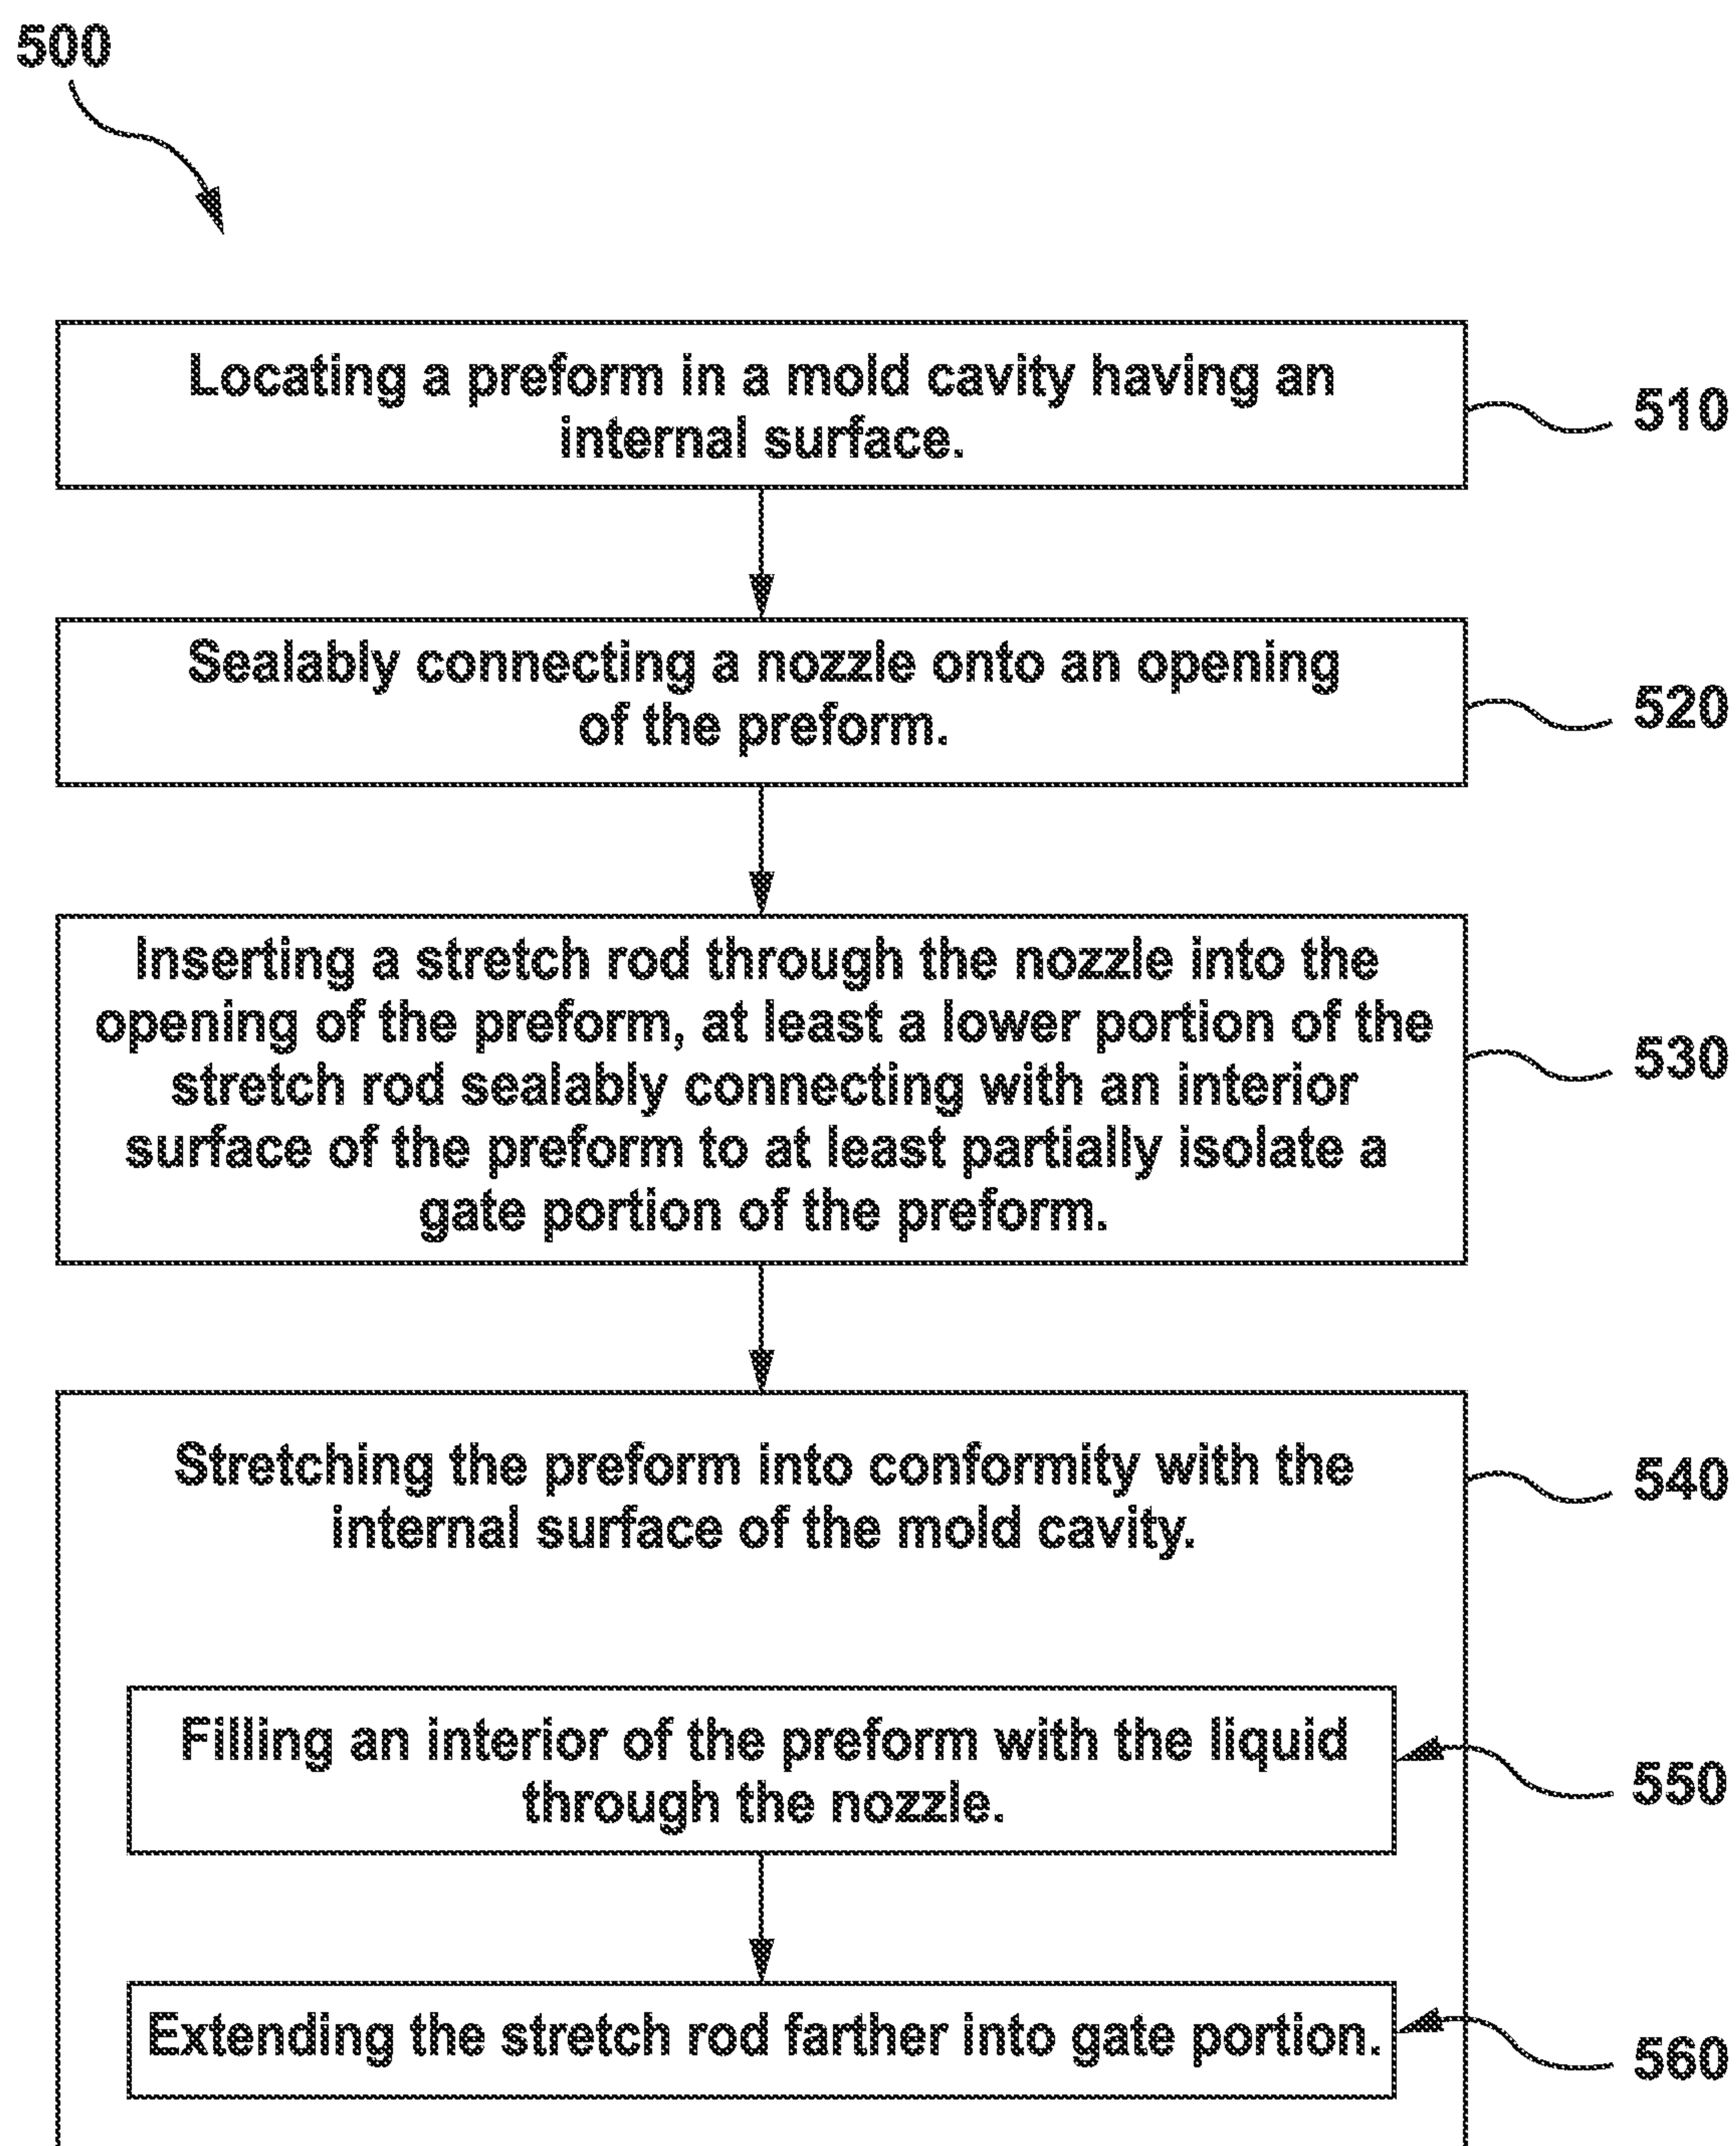 500
Locating a preform in a mold cavity having an
internal surface.
510
Sealably connecting a nozzle onto an opening
of the preform.
520
Inserting a stretch rod through the nozzle into the
opening of the preform, at least a lower portion of the
stretch rod sealably connecting with an interior
surface of the preform to at least partially isolate a
gate portion of the preform.
530
Stretching the preform into conformity with the
internal surface of the mold cavity.
540
Filling an interior of the preform with the liquid
through the nozzle.
550
Extending the stretch rod farther into gate portion.
560